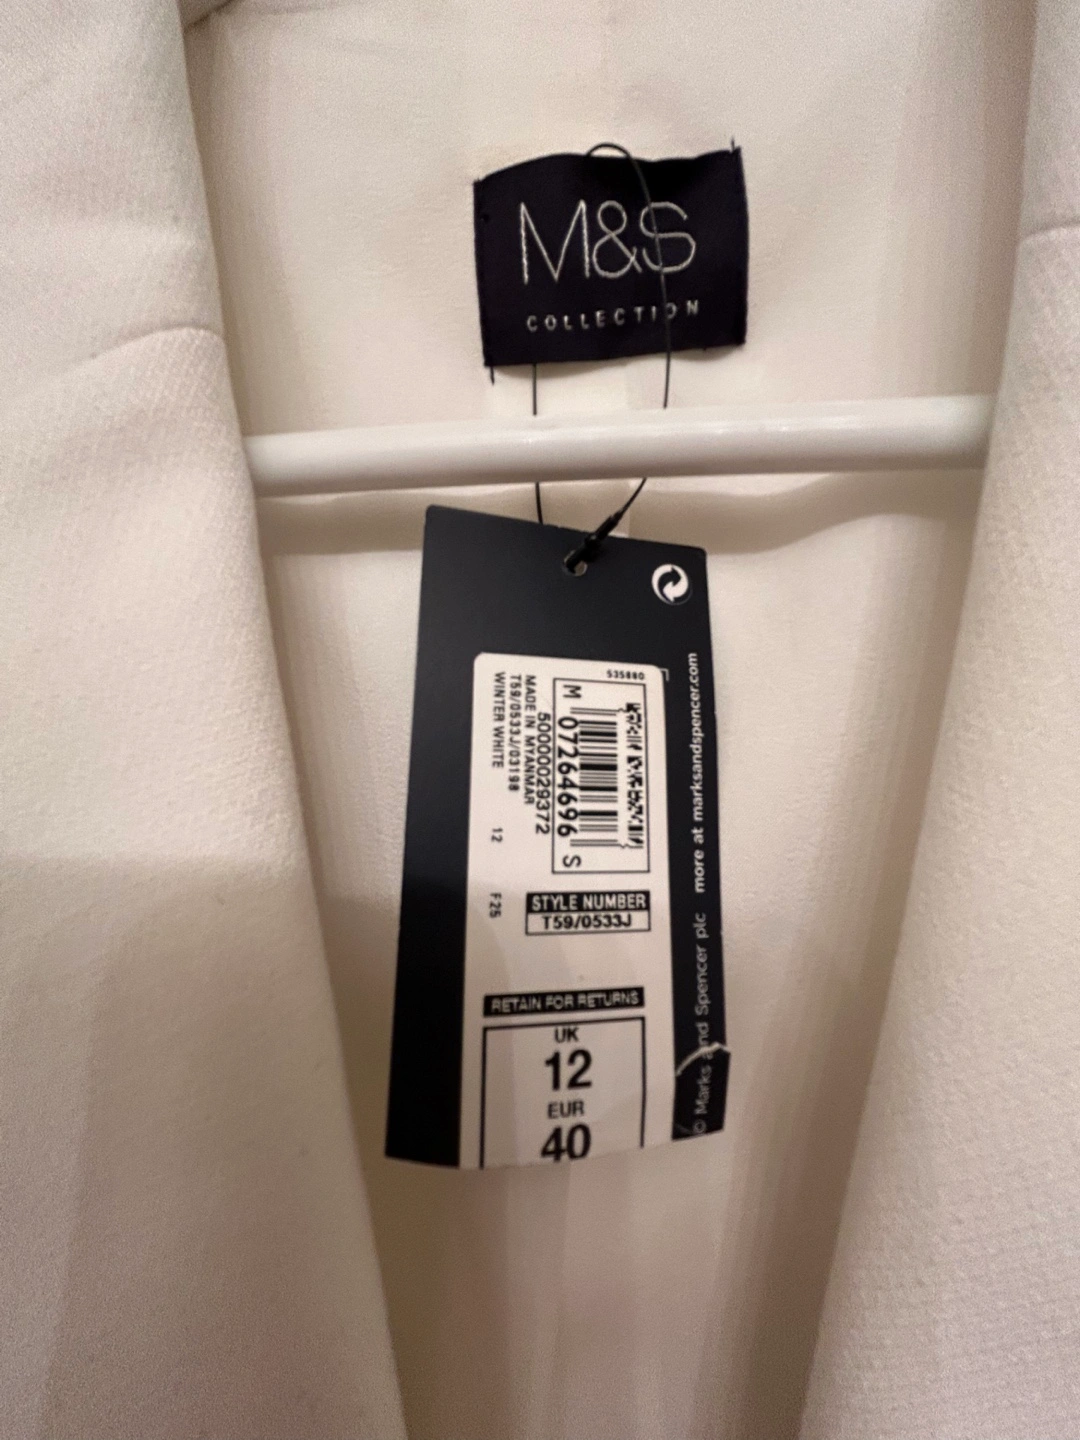 M&S
COLLECTION
535880
M 07264696 S
50000029372
MADE IN MYANMAR
T59/0533J/03198
WINTER WHITE 12 F25
STYLE NUMBER
T59/0533J
RETAIN FOR RETURNS
UK
12
EUR
40
© Marks and Spencer plc more at marksandspencer.com